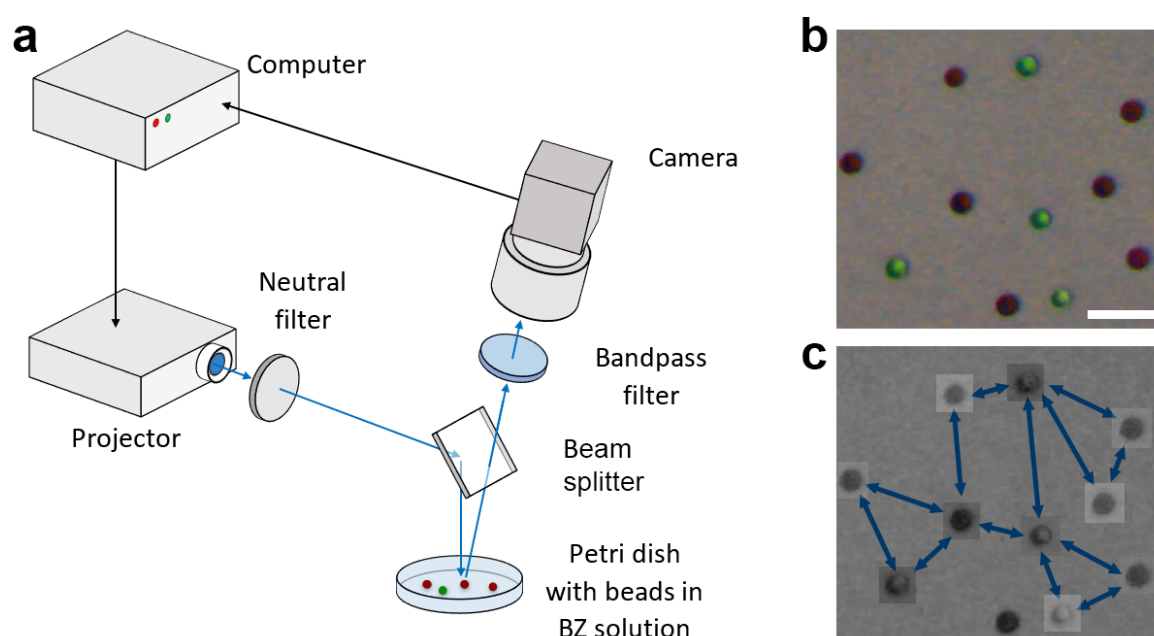 a
Computer
Camera
Neutral
filter
Bandpass
filter
Projector
Beam
splitter
Petri dish
with beads in
BZ solution
b
c